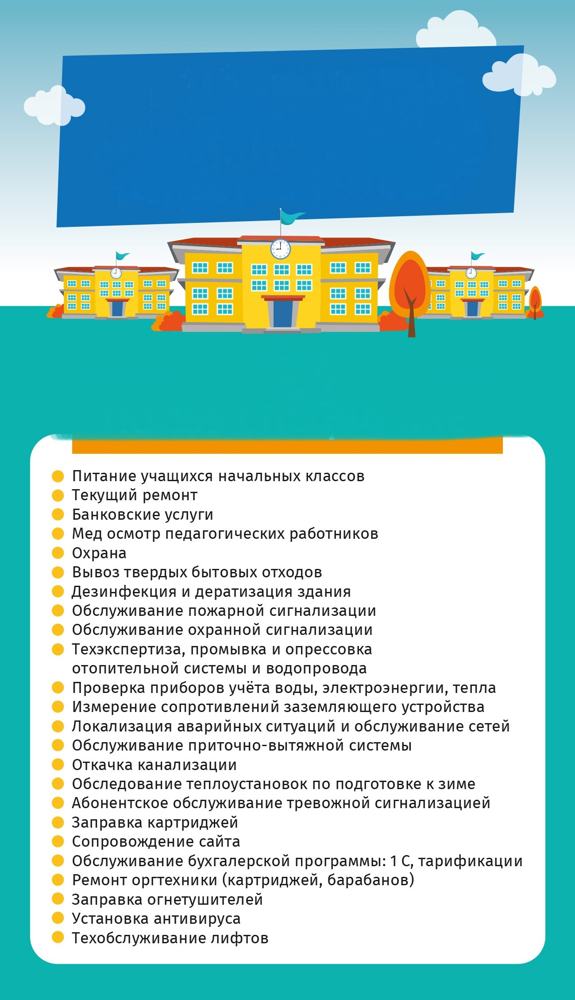 Питание учащихся начальных классов
Текущий ремонт
Банковские услуги
Мед осмотр педагогических работников
Охрана
Вывоз твердых бытовых отходов
Дезинфекция и дератизация здания
Обслуживание пожарной сигнализации
Обслуживание охранной сигнализации
Техэкспертиза, промывка и опрессовка
отопительной системы и водопровода
Проверка приборов учёта воды, электроэнергии, тепла
Измерение сопротивлений заземляющего устройства
Локализация аварийных ситуаций и обслуживание сетей
Обслуживание приточно-вытяжной системы
Откачка канализации
Обследование теплоустановок по подготовке к зиме
Абонентское обслуживание тревожной сигнализацией
Заправка картриджей
Сопровождение сайта
Обслуживание бухгалерской программы: 1 С, тарификации
Ремонт оргтехники (картриджей, барабанов)
Заправка огнетушителей
Установка антивируса
Техобслуживание лифтов